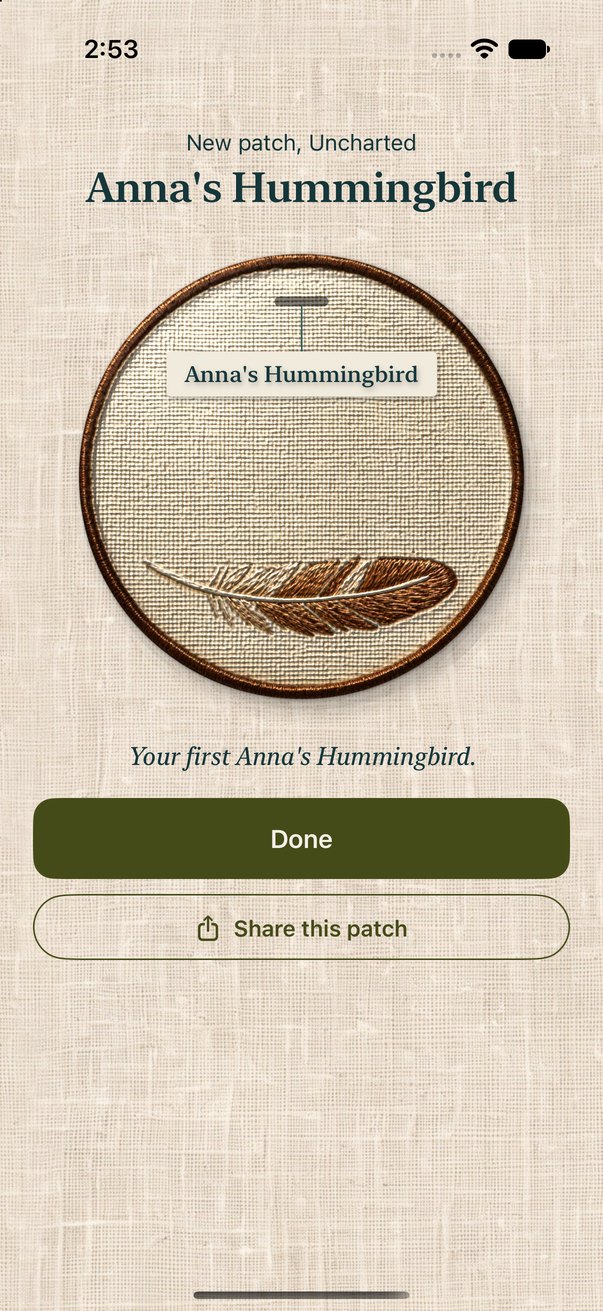 2:53
New patch, Uncharted
Anna's Hummingbird
Anna's Hummingbird
Your first Anna's Hummingbird.
Done
Share this patch